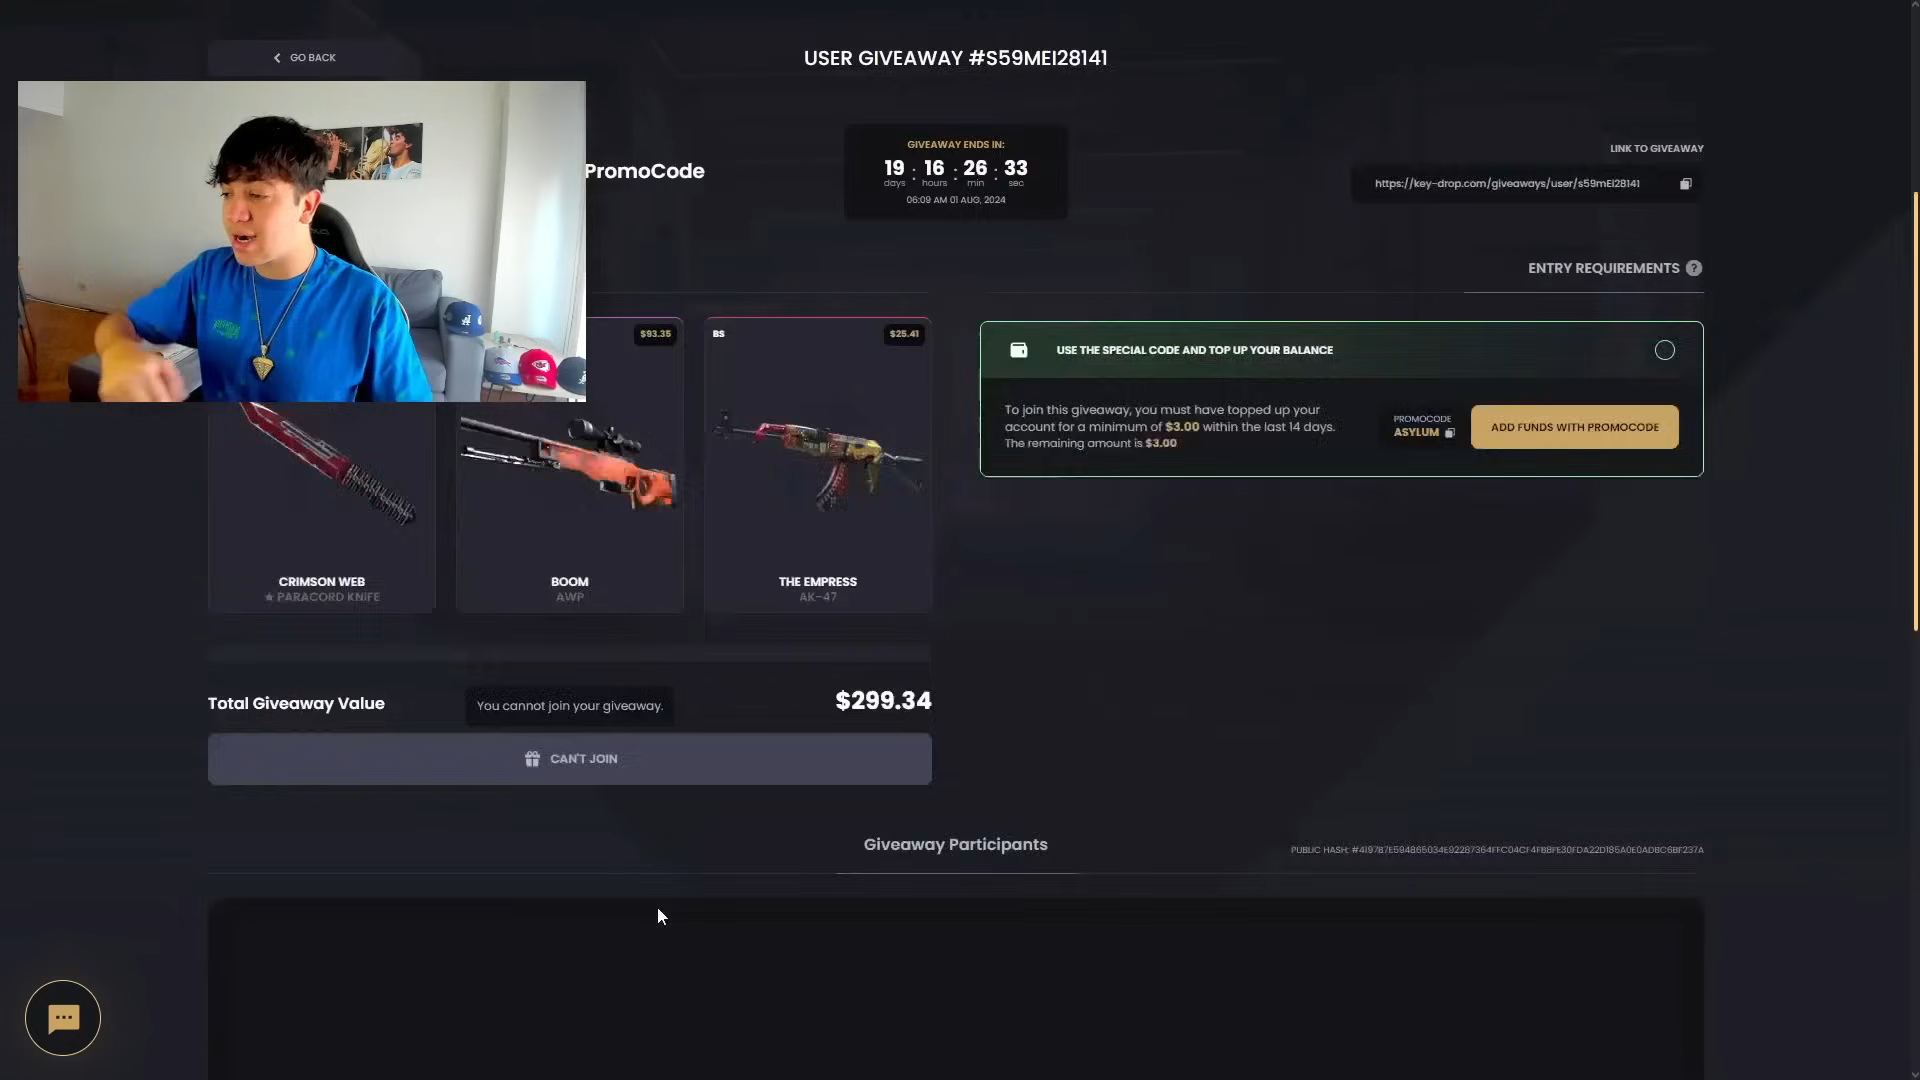 GO BACK
USER GIVEAWAY #S59MEI28141
PromoCode
GIVEAWAY ENDS IN:
19 : 16 : 26 : 33
days hours min sec
06:09 AM 01 AUG, 2024
LINK TO GIVEAWAY
https://key-drop.com/giveaways/user/s59mEi28141
ENTRY REQUIREMENTS ?
$93.35
BS
$25.41
USE THE SPECIAL CODE AND TOP UP YOUR BALANCE
To join this giveaway, you must have topped up your
account for a minimum of $3.00 within the last 14 days.
The remaining amount is $3.00
PROMOCODE
ASYLUM
ADD FUNDS WITH PROMOCODE
CRIMSON WEB
★ PARACORD KNIFE
BOOM
AWP
THE EMPRESS
AK-47
Total Giveaway Value
You cannot join your giveaway.
$299.34
CAN'T JOIN
Giveaway Participants
PUBLIC HASH: